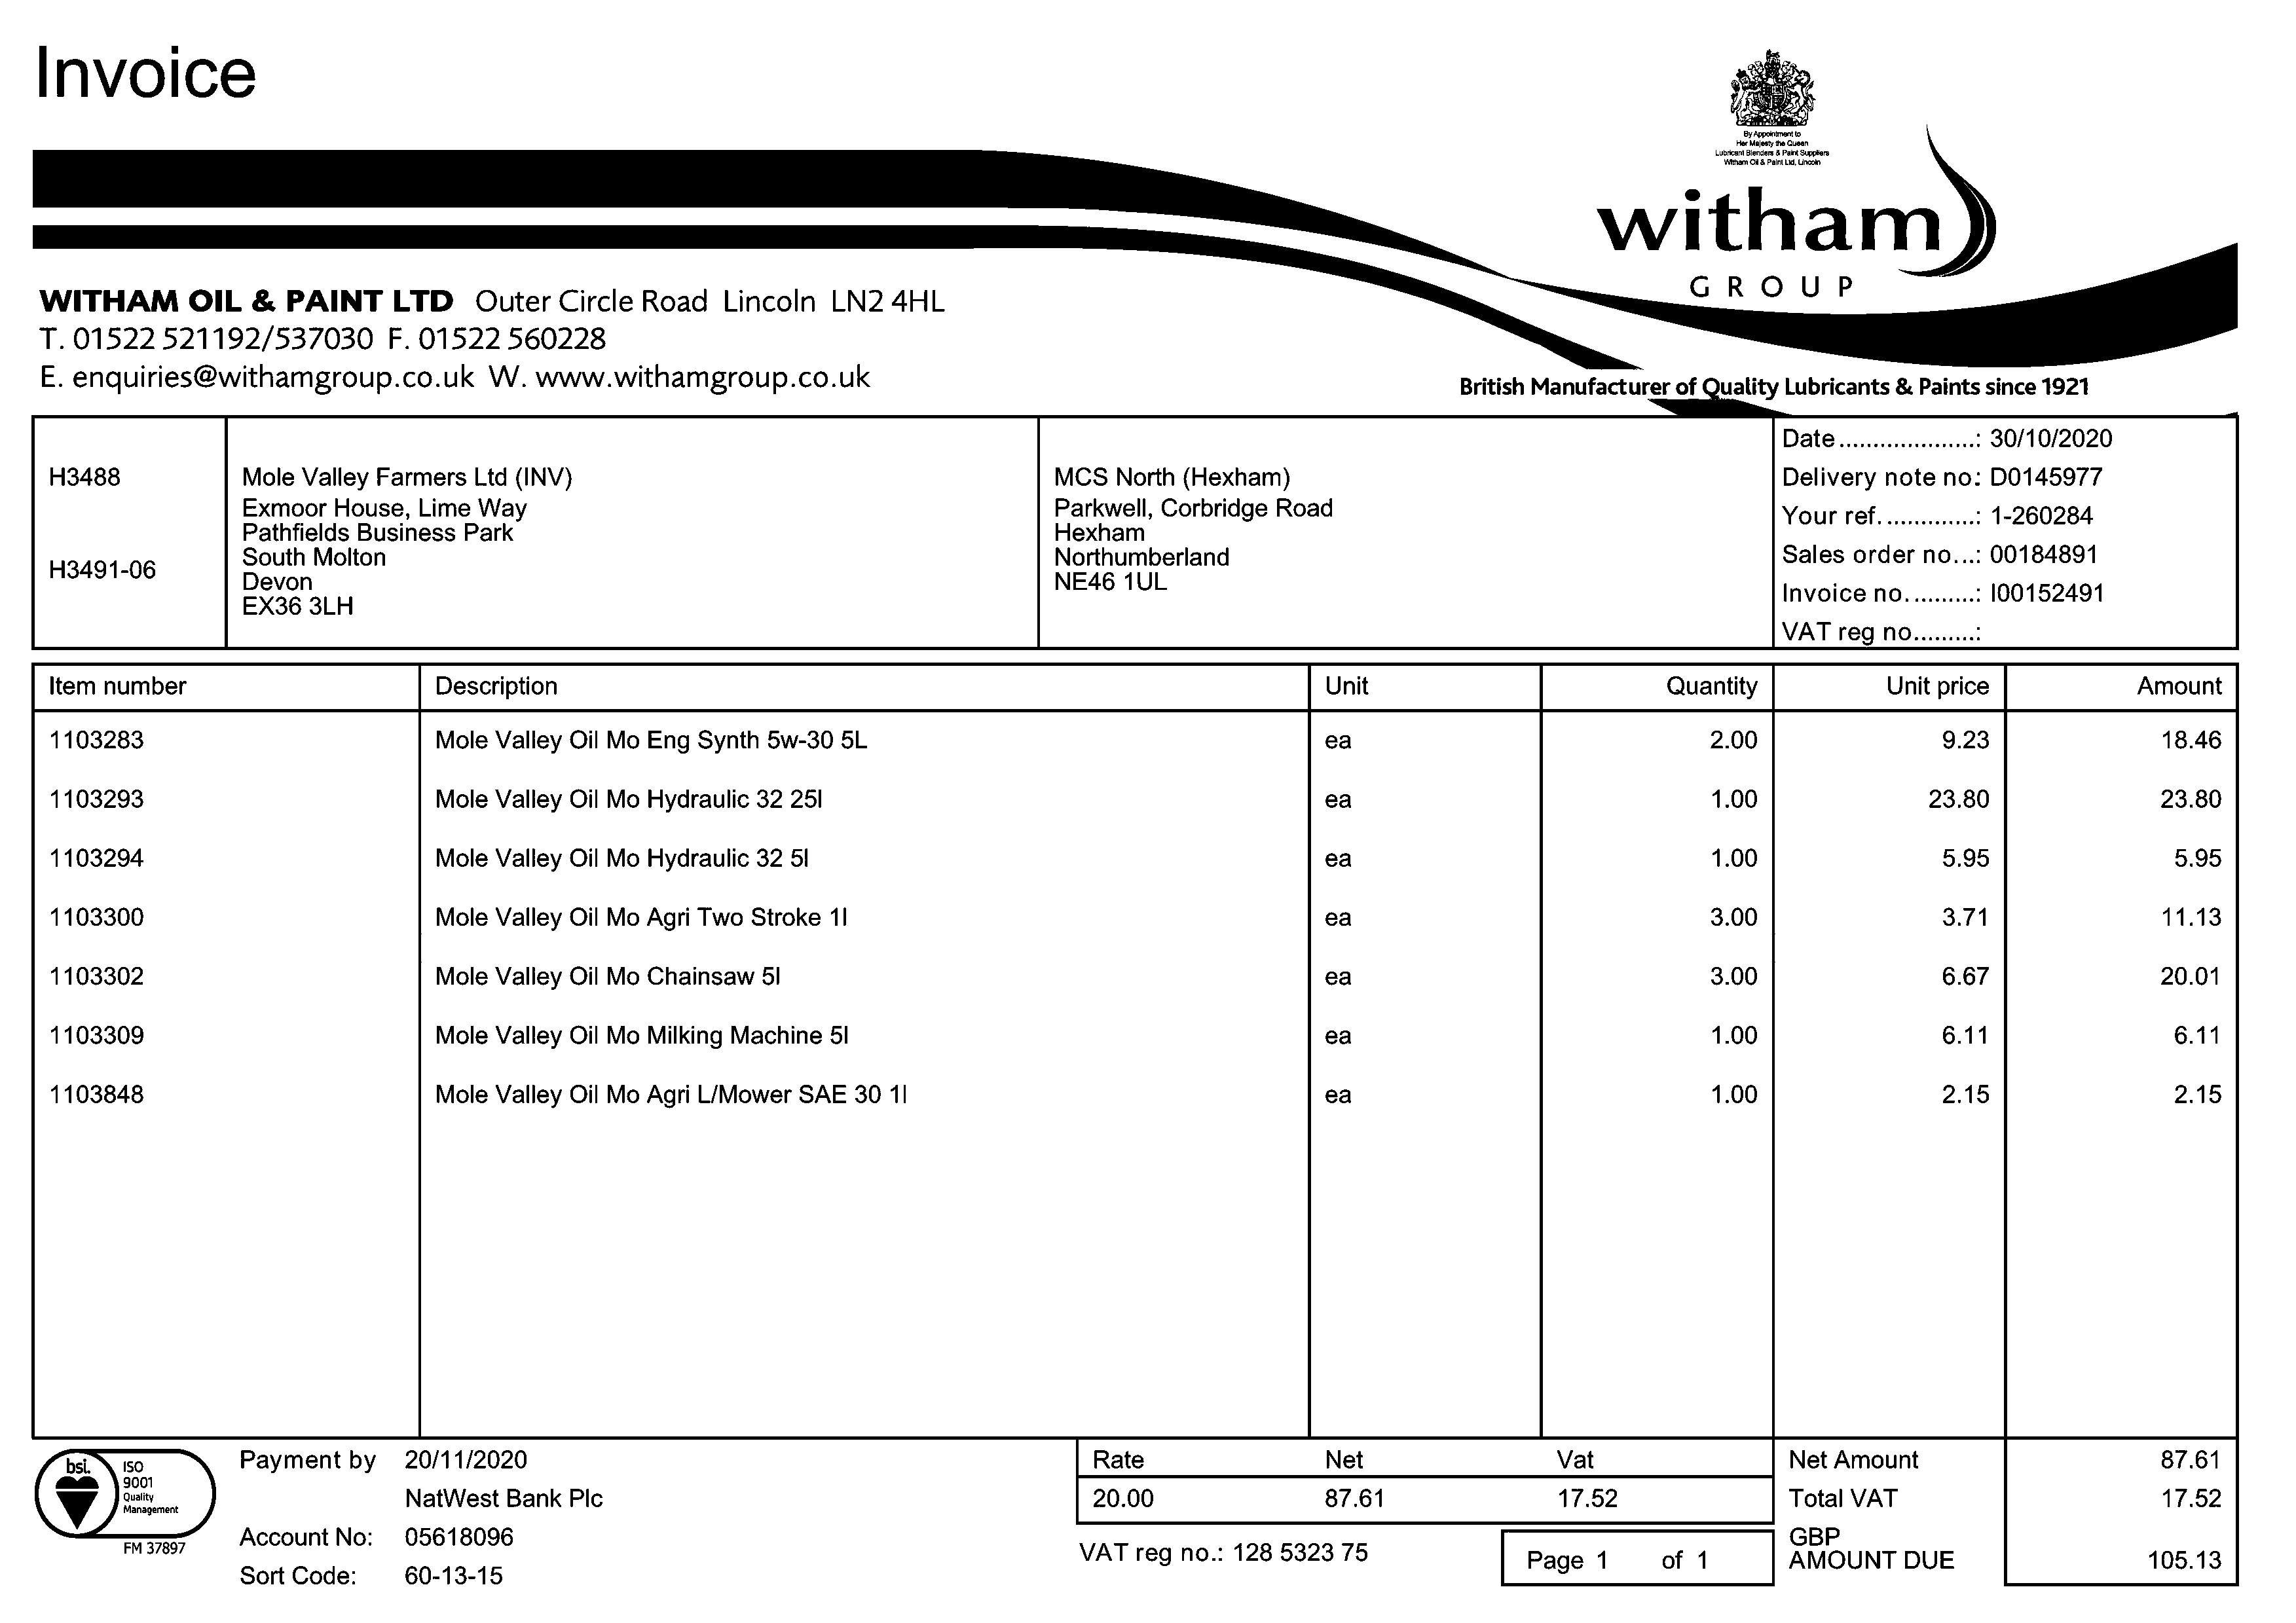 Invoice
By Appointment to
Her Majesty the Queen
Lubricant Blenders & Paint Suppliers
Witham Oil & Paint Ltd, Lincoln
witham
GROUP
WITHAM OIL & PAINT LTD Outer Circle Road Lincoln LN2 4HL
T. 01522 521192/537030 F. 01522 560228
E. enquiries@withamgroup.co.uk W. www.withamgroup.co.uk
British Manufacturer of Quality Lubricants & Paints since 1921
H3488
H3491-06
Mole Valley Farmers Ltd (INV)
Exmoor House, Lime Way
Pathfields Business Park
South Molton
Devon
EX36 3LH
MCS North (Hexham)
Parkwell, Corbridge Road
Hexham
Northumberland
NE46 1UL
Date....................: 30/10/2020
Delivery note no: D0145977
Your ref..............: 1-260284
Sales order no...: 00184891
Invoice no..........: I00152491
VAT reg no.........:
Item number Description Unit Quantity Unit price Amount
1103283 Mole Valley Oil Mo Eng Synth 5w-30 5L ea 2.00 9.23 18.46
1103293 Mole Valley Oil Mo Hydraulic 32 25l ea 1.00 23.80 23.80
1103294 Mole Valley Oil Mo Hydraulic 32 5l ea 1.00 5.95 5.95
1103300 Mole Valley Oil Mo Agri Two Stroke 1l ea 3.00 3.71 11.13
1103302 Mole Valley Oil Mo Chainsaw 5l ea 3.00 6.67 20.01
1103309 Mole Valley Oil Mo Milking Machine 5l ea 1.00 6.11 6.11
1103848 Mole Valley Oil Mo Agri L/Mower SAE 30 1l ea 1.00 2.15 2.15
bsi.
ISO
9001
Quality
Management
FM 37897
Payment by 20/11/2020
NatWest Bank Plc
Account No: 05618096
Sort Code: 60-13-15
Rate Net Vat
20.00 87.61 17.52
VAT reg no.: 128 5323 75
Page 1 of 1
Net Amount 87.61
Total VAT 17.52
GBP
AMOUNT DUE 105.13